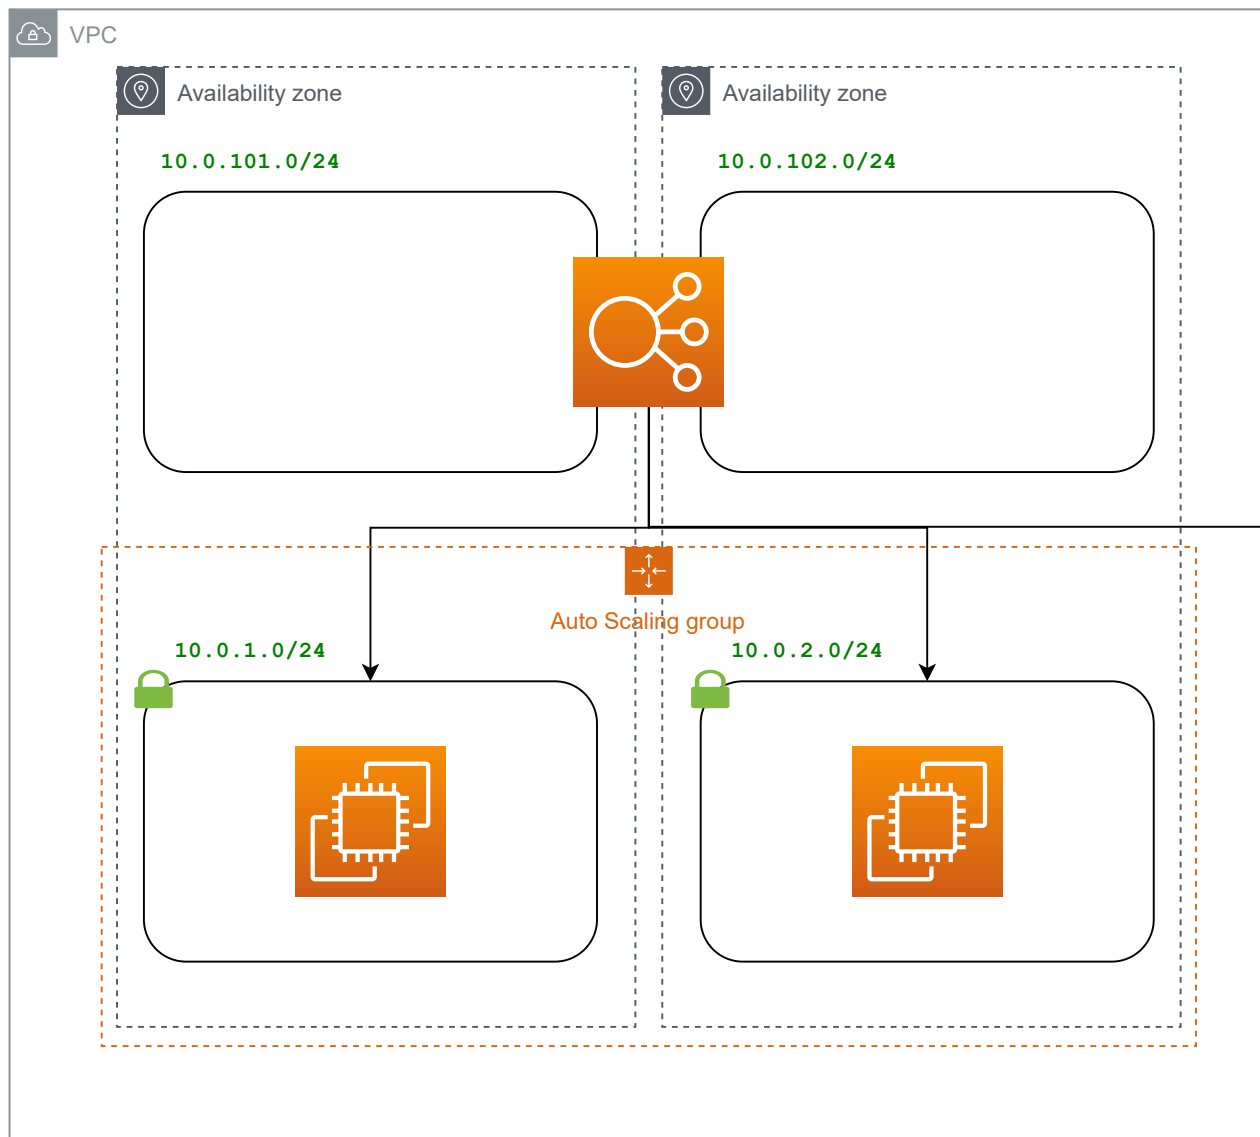 VPC
Availability zone
Availability zone
10.0.101.0/24
10.0.102.0/24
Auto Scaling group
10.0.1.0/24
10.0.2.0/24